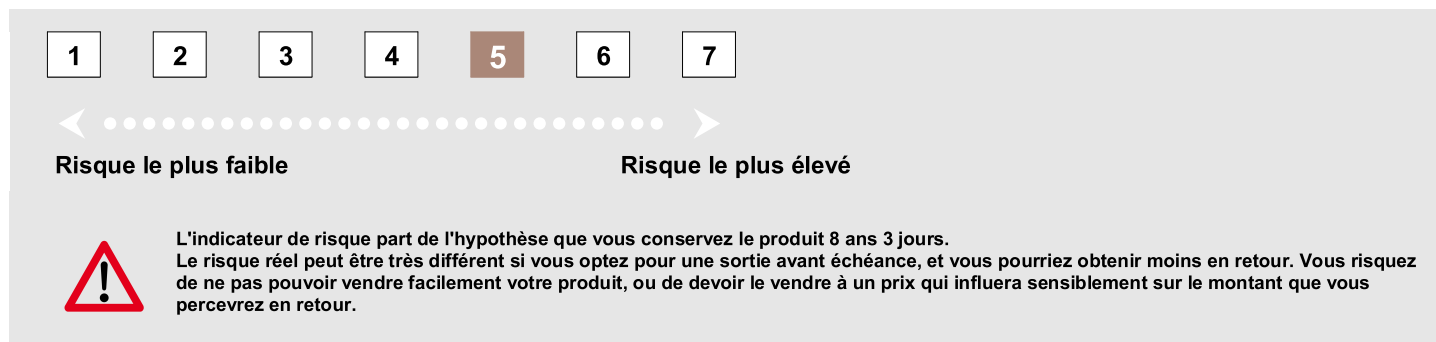 1 2 3 4 5 6 7
Risque le plus faible Risque le plus élevé
L'indicateur de risque part de l'hypothèse que vous conservez le produit 8 ans 3 jours.
Le risque réel peut être très différent si vous optez pour une sortie avant échéance, et vous pourriez obtenir moins en retour. Vous risquez
de ne pas pouvoir vendre facilement votre produit, ou de devoir le vendre à un prix qui influera sensiblement sur le montant que vous
percevrez en retour.